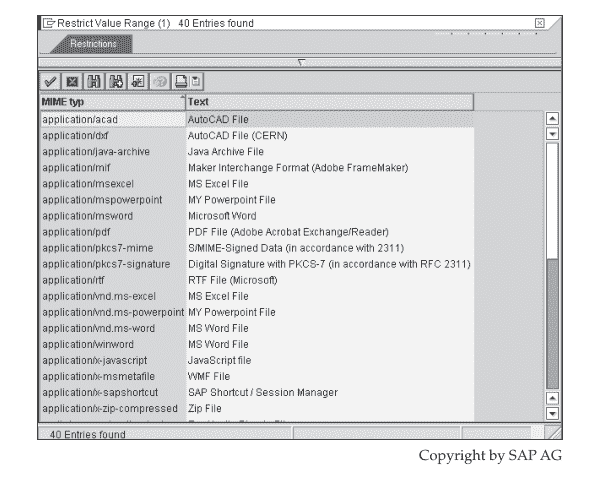 Restrict Value Range (1) 40 Entries found
Restrictions
MIME typ Text
application/acad AutoCAD File
application/dxf AutoCAD File (CERN)
application/java-archive Java Archive File
application/mif Maker Interchange Format (Adobe FrameMaker)
application/msexcel MS Excel File
application/mspowerpoint MY Powerpoint File
application/msword Microsoft Word
application/pdf PDF File (Adobe Acrobat Exchange/Reader)
application/pkcs7-mime S/MIME-Signed Data (in accordance with 2311)
application/pkcs7-signature Digital Signature with PKCS-7 (in accordance with RFC 2311)
application/rtf RTF File (Microsoft)
application/vnd.ms-excel MS Excel File
application/vnd.ms-powerpoint MY Powerpoint File
application/vnd.ms-word MS Word File
application/winword MS Word File
application/x-javascript JavaScript file
application/x-msmetafile WMF File
application/x-sapshortcut SAP Shortcut / Session Manager
application/x-zip-compressed Zip File
40 Entries found
Copyright by SAP AG